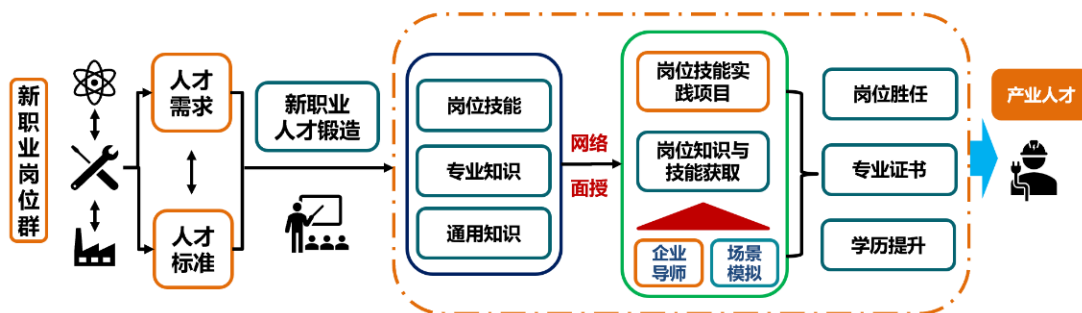 新职业岗位群
人才
需求
人才
标准
新职业
人才锻造
岗位技能
专业知识
通用知识
网络
面授
岗位技能实
践项目
岗位知识与
技能获取
企业
导师
场景
模拟
岗位胜任
专业证书
学历提升
产业人才